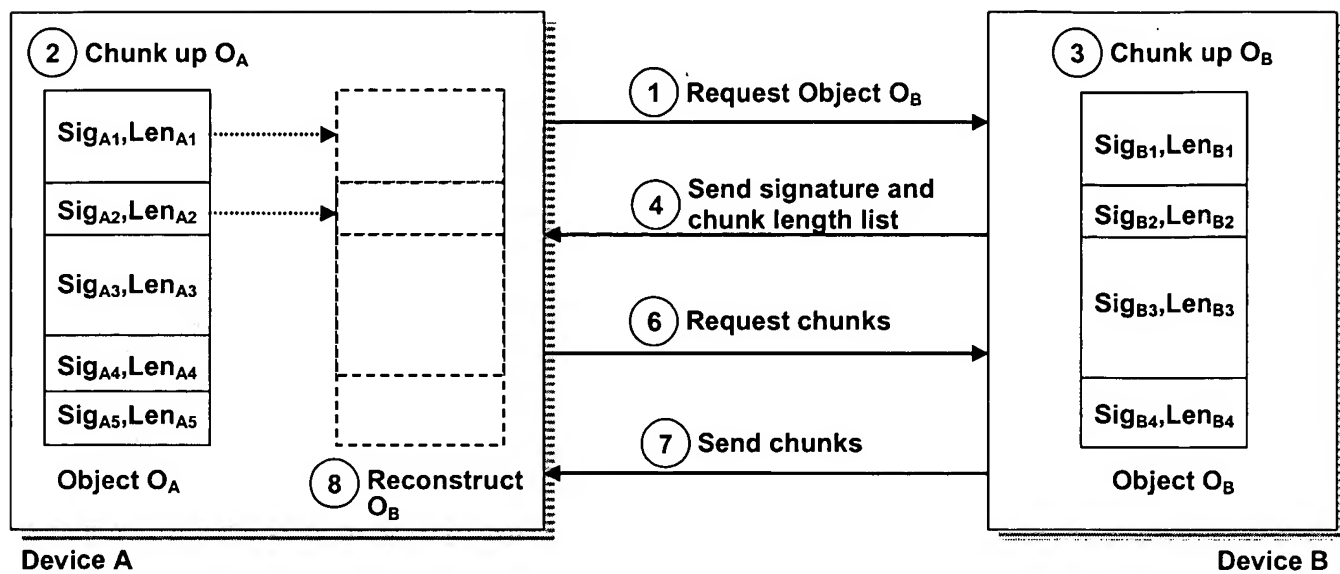 2 Chunk up OA
SigA1,LenA1
SigA2,LenA2
SigA3,LenA3
SigA4,LenA4
SigA5,LenA5
Object OA
8 Reconstruct
OB
Device A
1 Request Object OB
4 Send signature and
chunk length list
6 Request chunks
7 Send chunks
3 Chunk up OB
SigB1,LenB1
SigB2,LenB2
SigB3,LenB3
SigB4,LenB4
Object OB
Device B